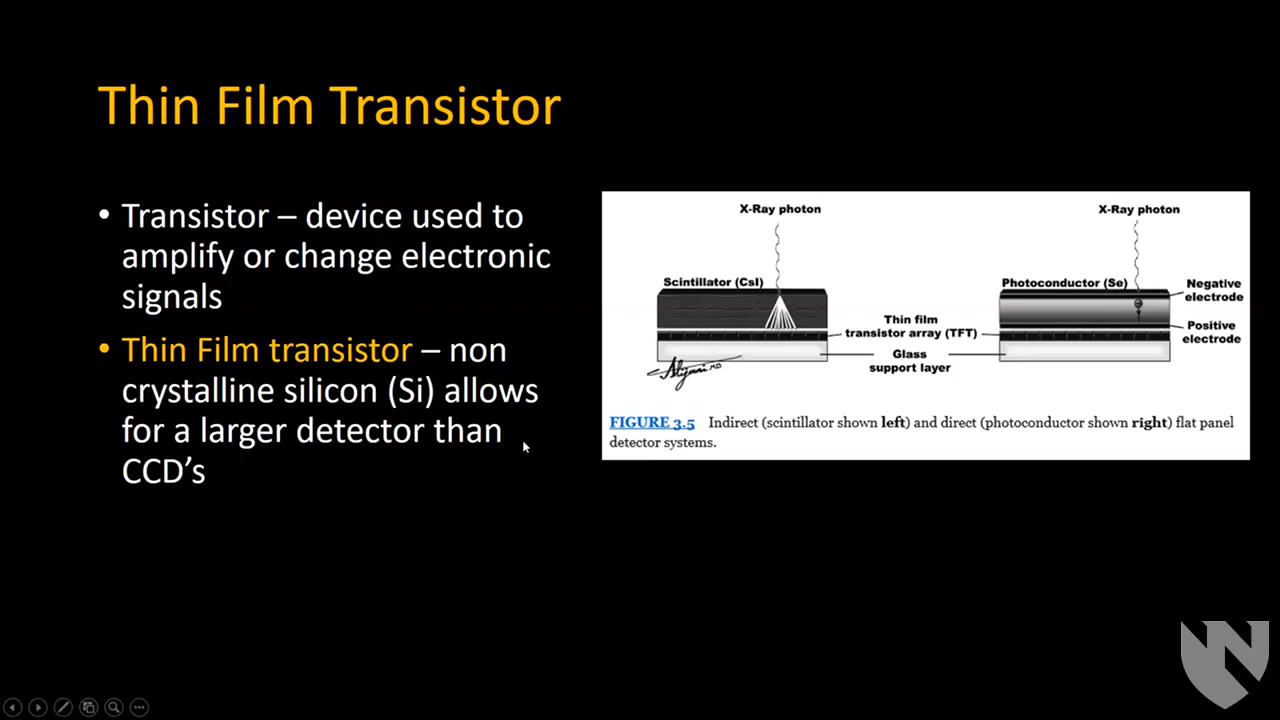 Thin Film Transistor
• Transistor – device used to
amplify or change electronic
signals
• Thin Film transistor – non
crystalline silicon (Si) allows
for a larger detector than
CCD’s
X-Ray photon
Scintillator (CsI)
X-Ray photon
Photoconductor (Se)
Negative
electrode
Positive
electrode
Thin film
transistor array (TFT)
Glass
support layer
MD
FIGURE 3.5 Indirect (scintillator shown left) and direct (photoconductor shown right) flat panel
detector systems.
N